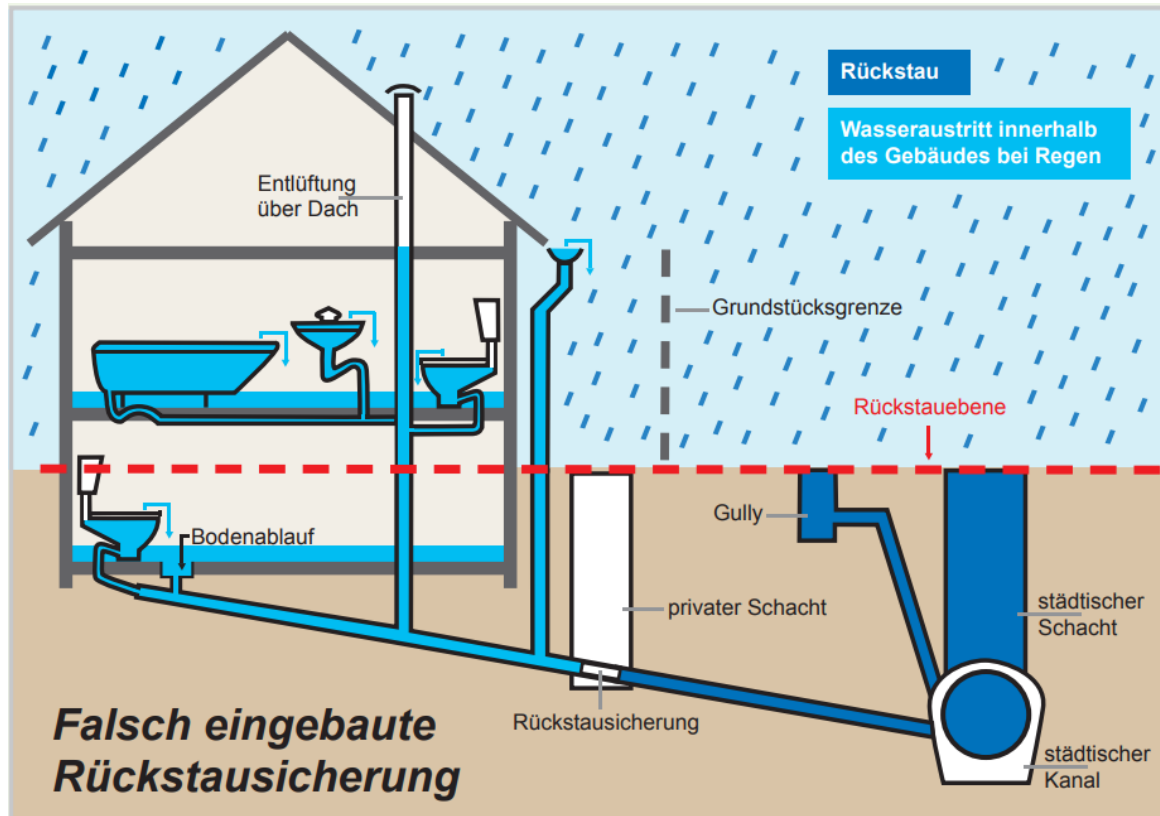 Rückstau
Wasseraustritt innerhalb
des Gebäudes bei Regen
Entlüftung
über Dach
Grundstücksgrenze
Rückstauebene
Bodenablauf
Gully
privater Schacht
städtischer
Schacht
Rückstausicherung
städtischer
Kanal
Falsch eingebaute
Rückstausicherung